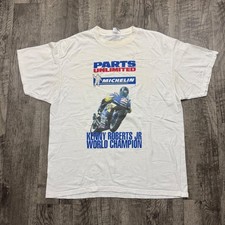 PARTS
UNLIMITED
MICHELIN
KENNY ROBERTS JR
WORLD CHAMPION